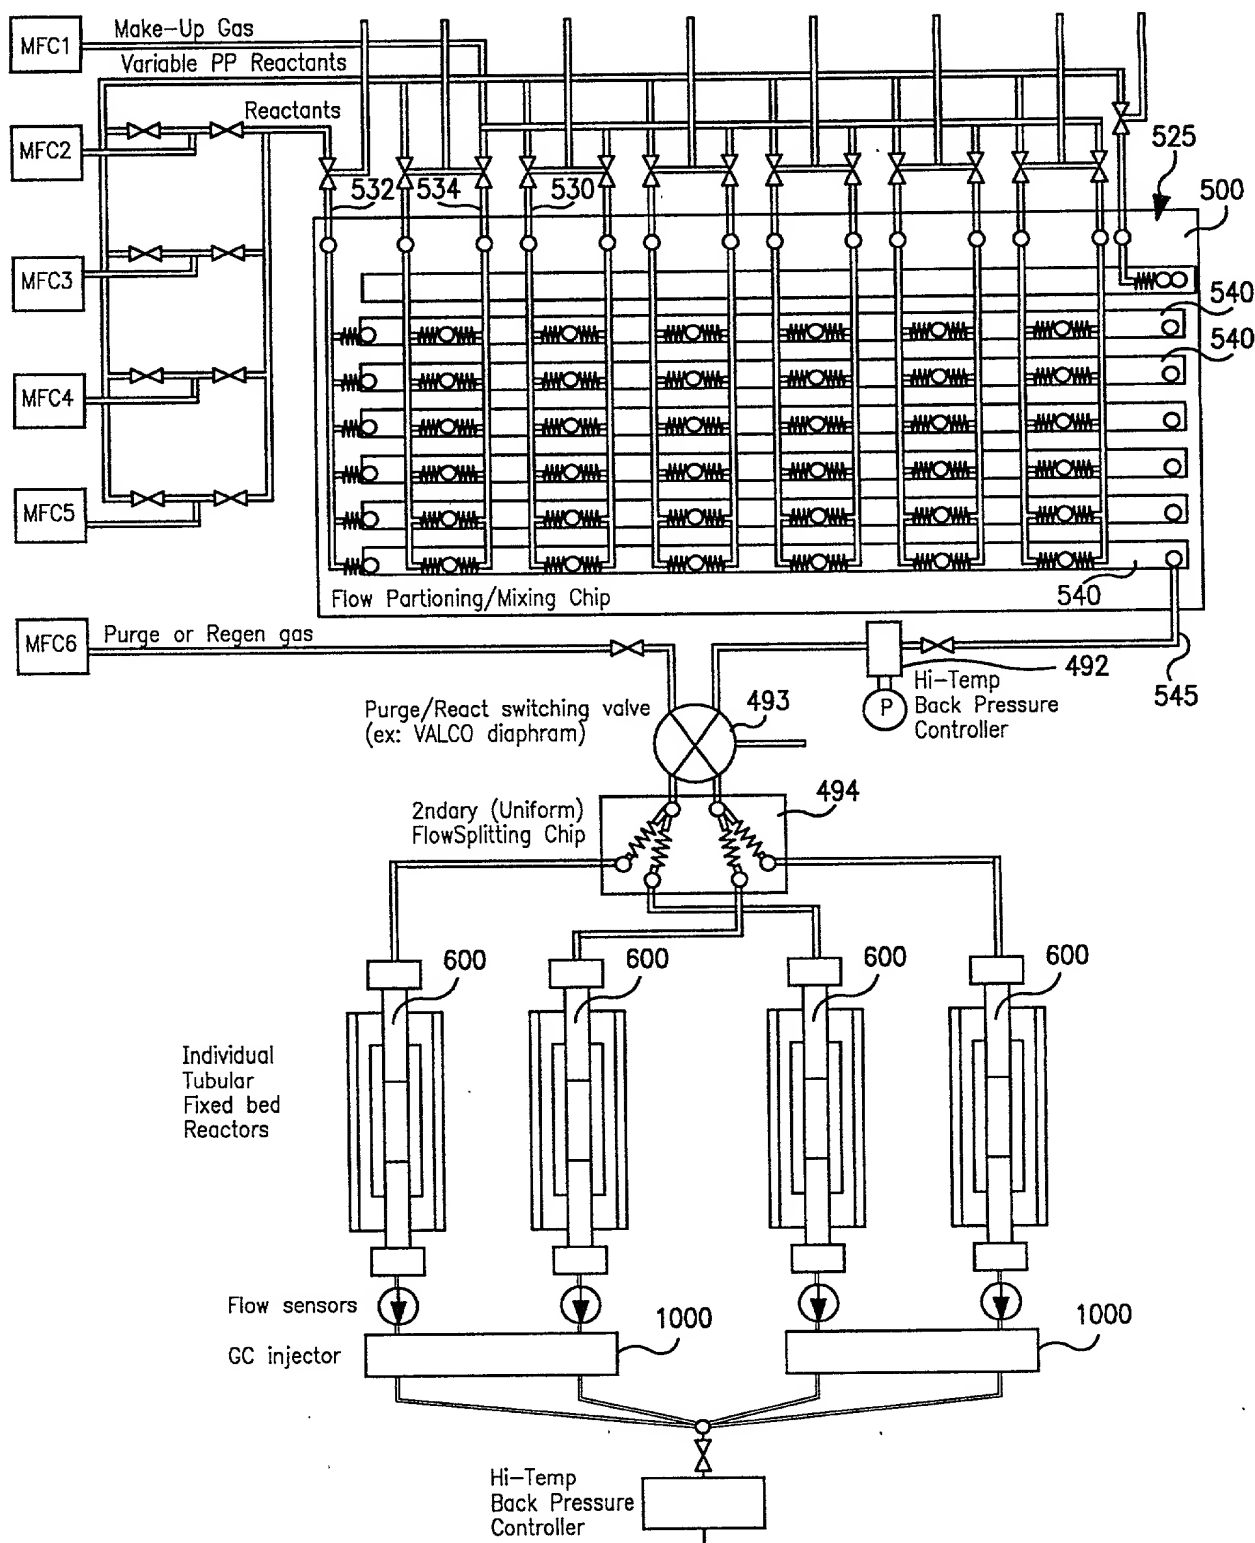 MFC1
Make-Up Gas
Variable PP Reactants
Reactants
MFC2
532
534
530
525
500
MFC3
540
540
MFC4
MFC5
540
Flow Partioning/Mixing Chip
MFC6
Purge or Regen gas
492
545
Hi-Temp
Back Pressure
Controller
P
Purge/React switching valve
(ex: VALCO diaphram)
493
2ndary (Uniform)
FlowSplitting Chip
494
600
600
600
600
Individual
Tubular
Fixed bed
Reactors
Flow sensors
GC injector
1000
1000
Hi-Temp
Back Pressure
Controller